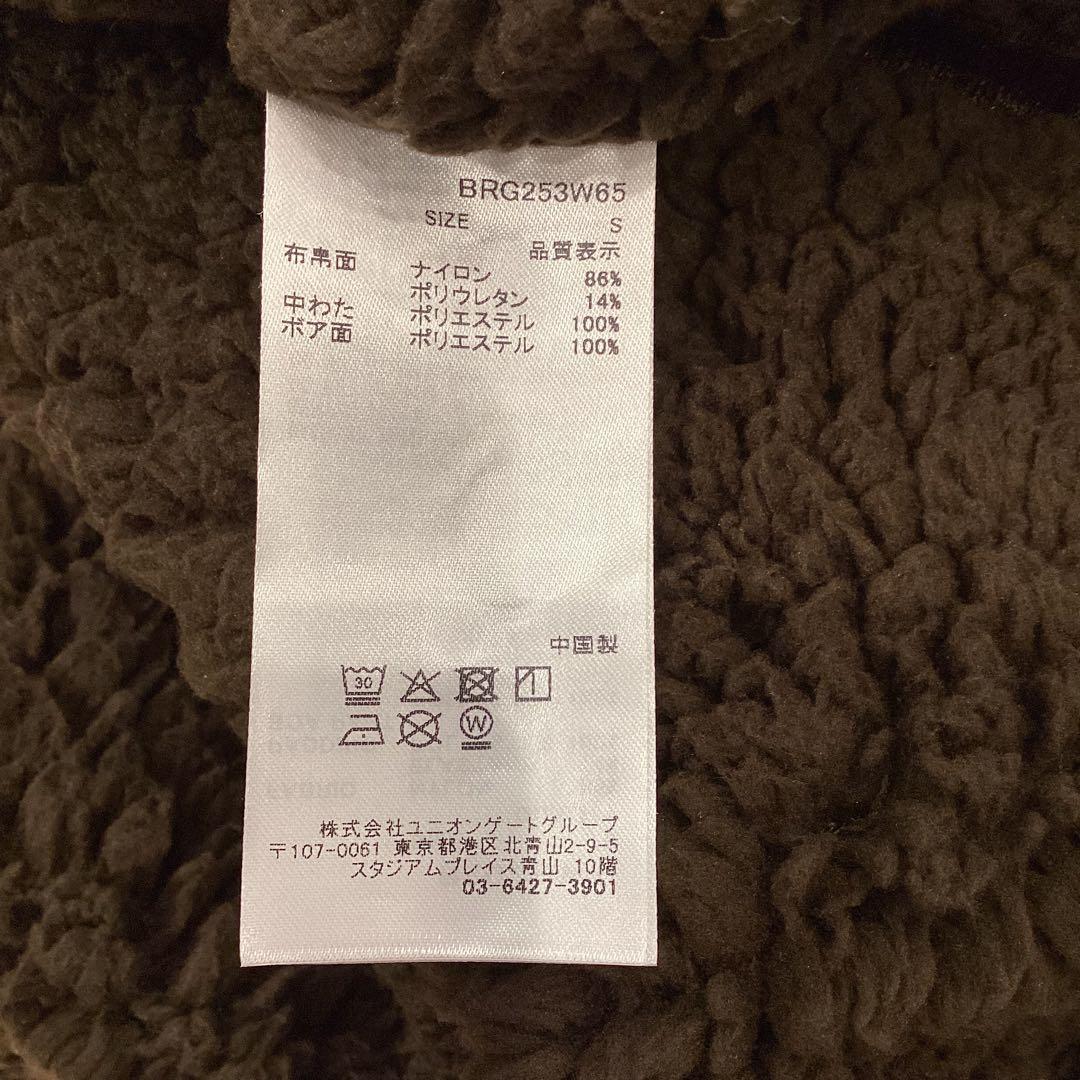 BRG253W65
SIZE S
品質表示
布帛面 ナイロン 86%
ポリウレタン 14%
中わた ポリエステル 100%
ボア面 ポリエステル 100%
中国製
30
W
株式会社ユニオンゲートグループ
〒107-0061 東京都港区北青山2-9-5
スタジアムプレイス青山 10階
03-6427-3901